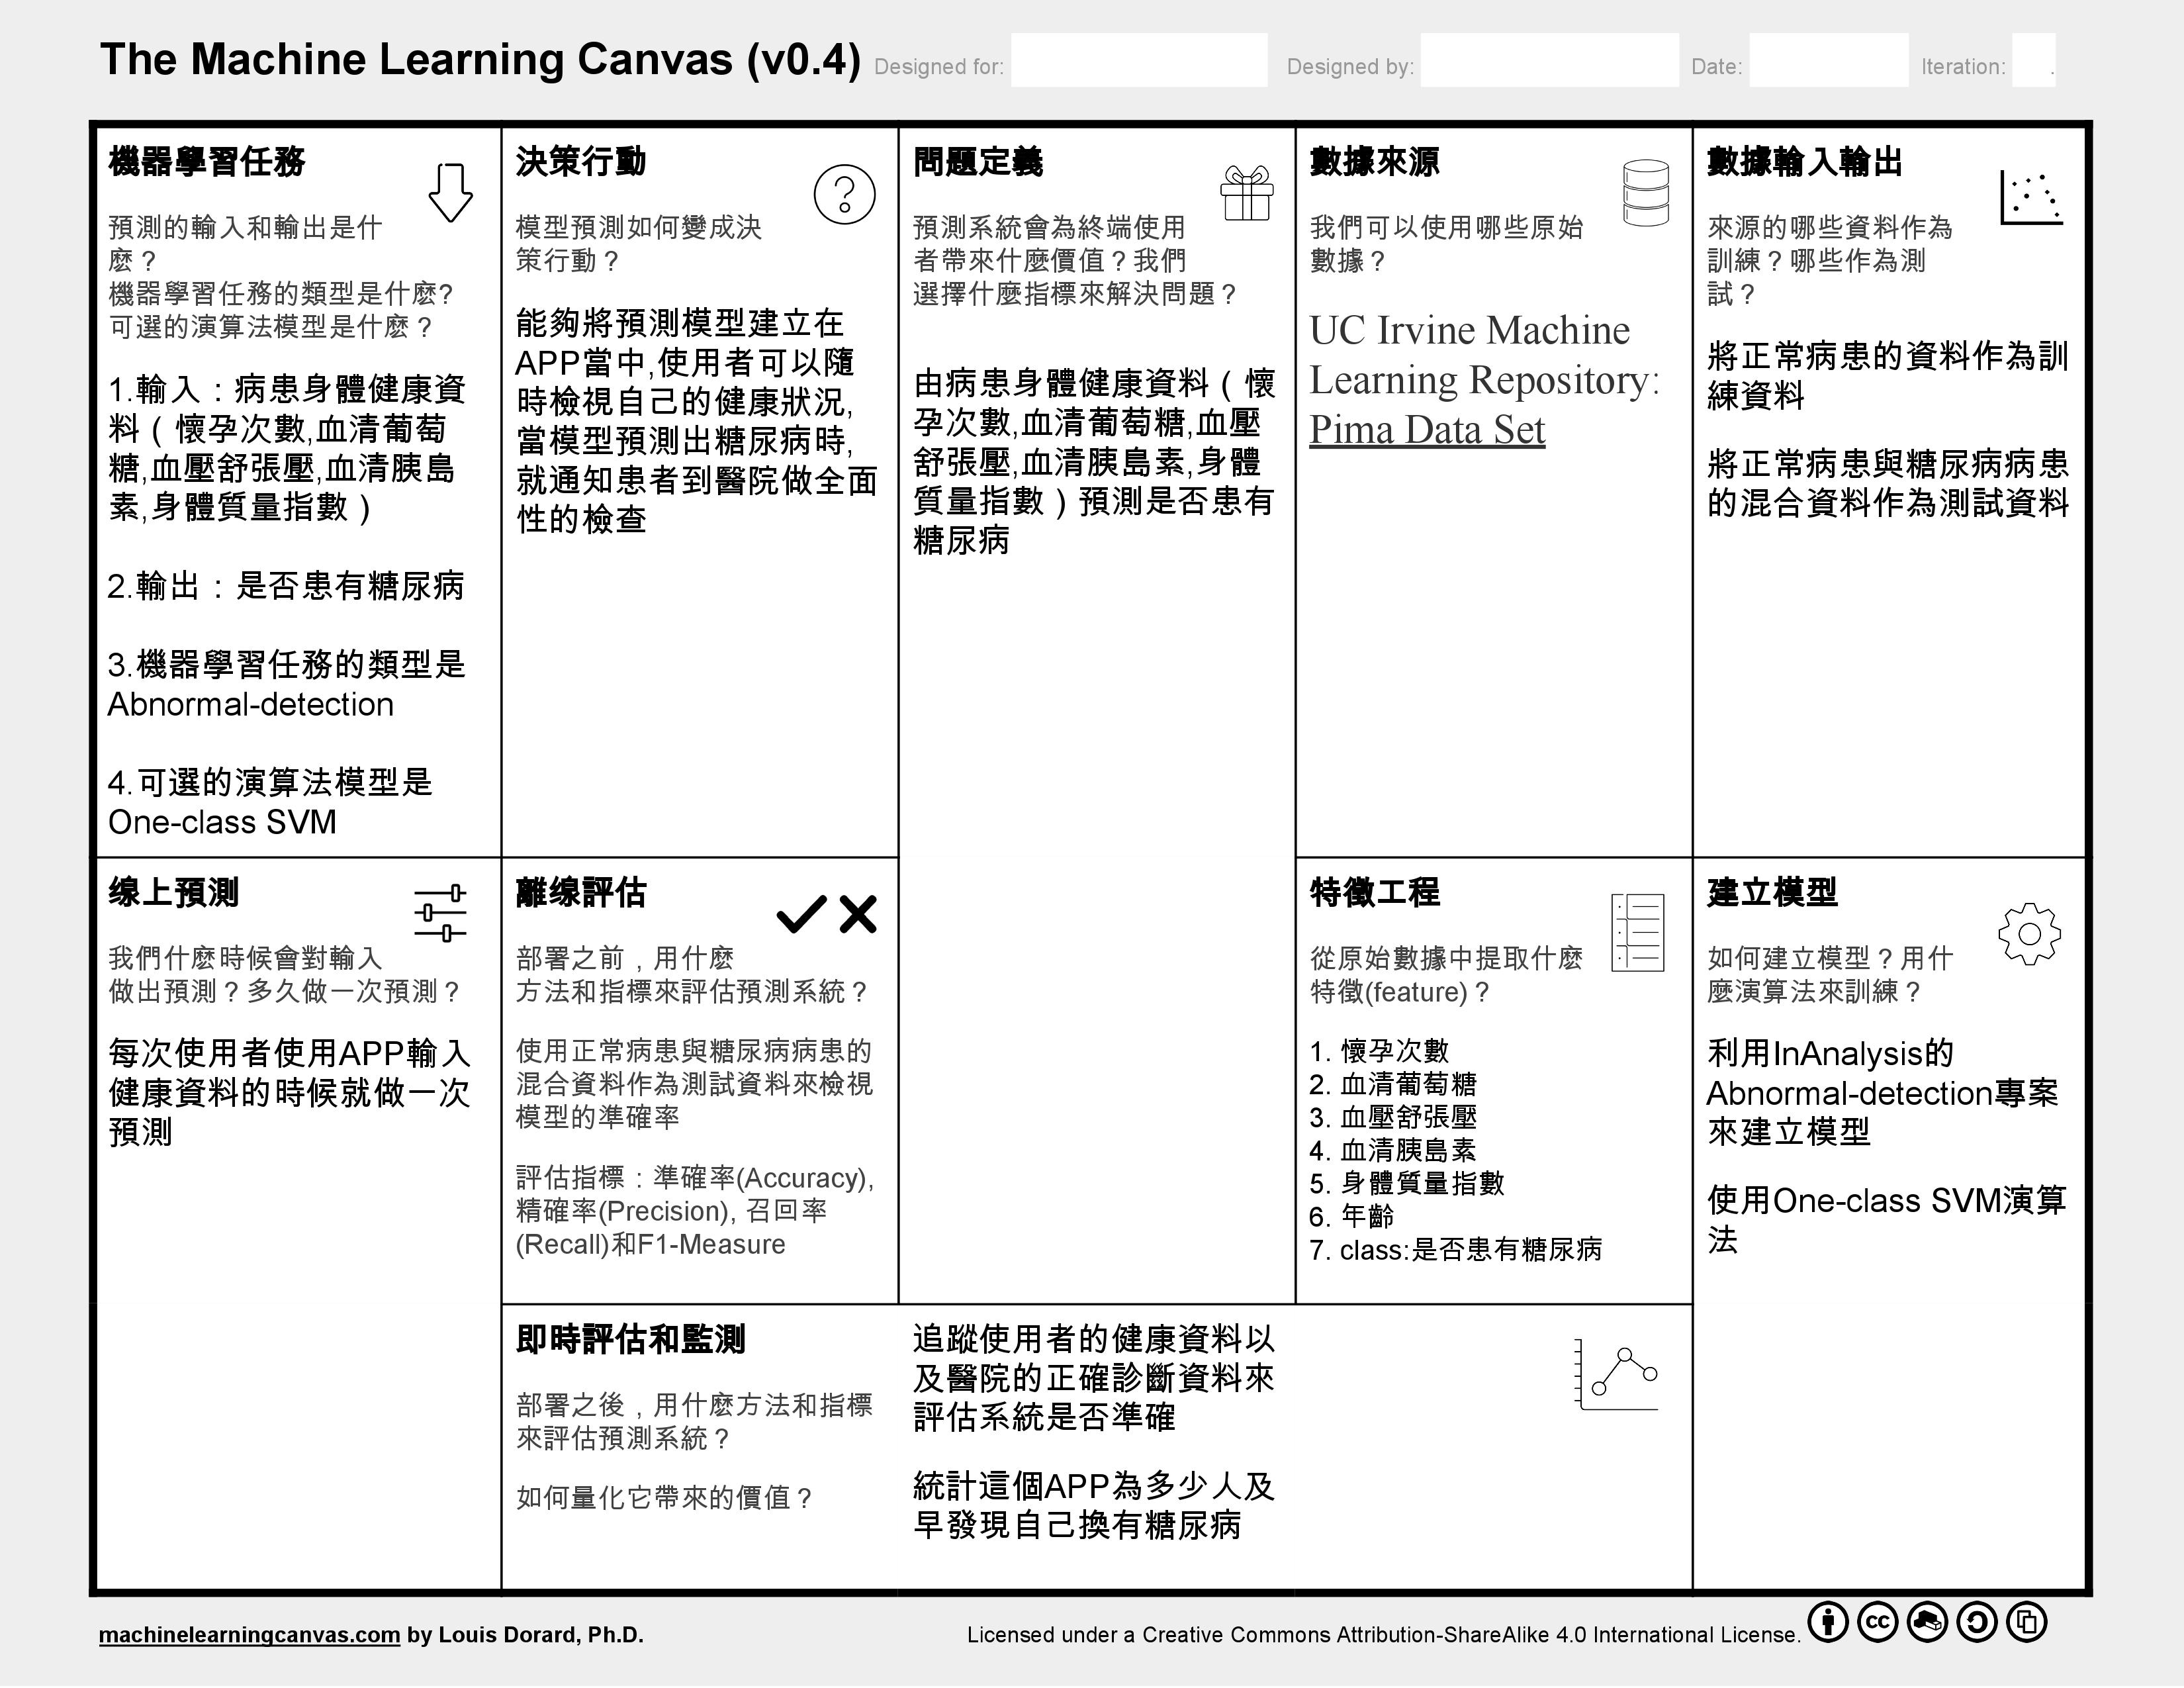 The Machine Learning Canvas (v0.4)
Designed for:
Designed by:
Date:
Iteration:
.
機器學習任務
預測的輸入和輸出是什
麽？
機器學習任務的類型是什麽?
可選的演算法模型是什麽？
1.輸入：病患身體健康資
料（懷孕次數,血清葡萄
糖,血壓舒張壓,血清胰島
素,身體質量指數）
2.輸出：是否患有糖尿病
3.機器學習任務的類型是
Abnormal-detection
4.可選的演算法模型是
One-class SVM
決策行動
模型預測如何變成決
策行動？
能夠將預測模型建立在
APP當中,使用者可以隨
時檢視自己的健康狀況,
當模型預測出糖尿病時,
就通知患者到醫院做全面
性的檢查
問題定義
預測系統會為終端使用
者帶來什麼價值？我們
選擇什麼指標來解決問題？
由病患身體健康資料（懷
孕次數,血清葡萄糖,血壓
舒張壓,血清胰島素,身體
質量指數）預測是否患有
糖尿病
數據來源
我們可以使用哪些原始
數據？
UC Irvine Machine
Learning Repository:
Pima Data Set
數據輸入輸出
來源的哪些資料作為
訓練？哪些作為測
試？
將正常病患的資料作為訓
練資料
將正常病患與糖尿病病患
的混合資料作為測試資料
线上預測
我們什麽時候會對輸入
做出預測？多久做一次預測？
每次使用者使用APP輸入
健康資料的時候就做一次
預測
離线評估
部署之前，用什麽
方法和指標來評估預測系統？
使用正常病患與糖尿病病患的
混合資料作為測試資料來檢視
模型的準確率
評估指標：準確率(Accuracy),
精確率(Precision), 召回率
(Recall)和F1-Measure
特徵工程
從原始數據中提取什麽
特徵(feature)？
1. 懷孕次數
2. 血清葡萄糖
3. 血壓舒張壓
4. 血清胰島素
5. 身體質量指數
6. 年齡
7. class:是否患有糖尿病
建立模型
如何建立模型？用什
麼演算法來訓練？
利用InAnalysis的
Abnormal-detection專案
來建立模型
使用One-class SVM演算
法
即時評估和監測
部署之後，用什麽方法和指標
來評估預測系統？
如何量化它帶來的價值？
追蹤使用者的健康資料以
及醫院的正確診斷資料來
評估系統是否準確
統計這個APP為多少人及
早發現自己換有糖尿病
machinelearningcanvas.com by Louis Dorard, Ph.D.
Licensed under a Creative Commons Attribution-ShareAlike 4.0 International License.
cc